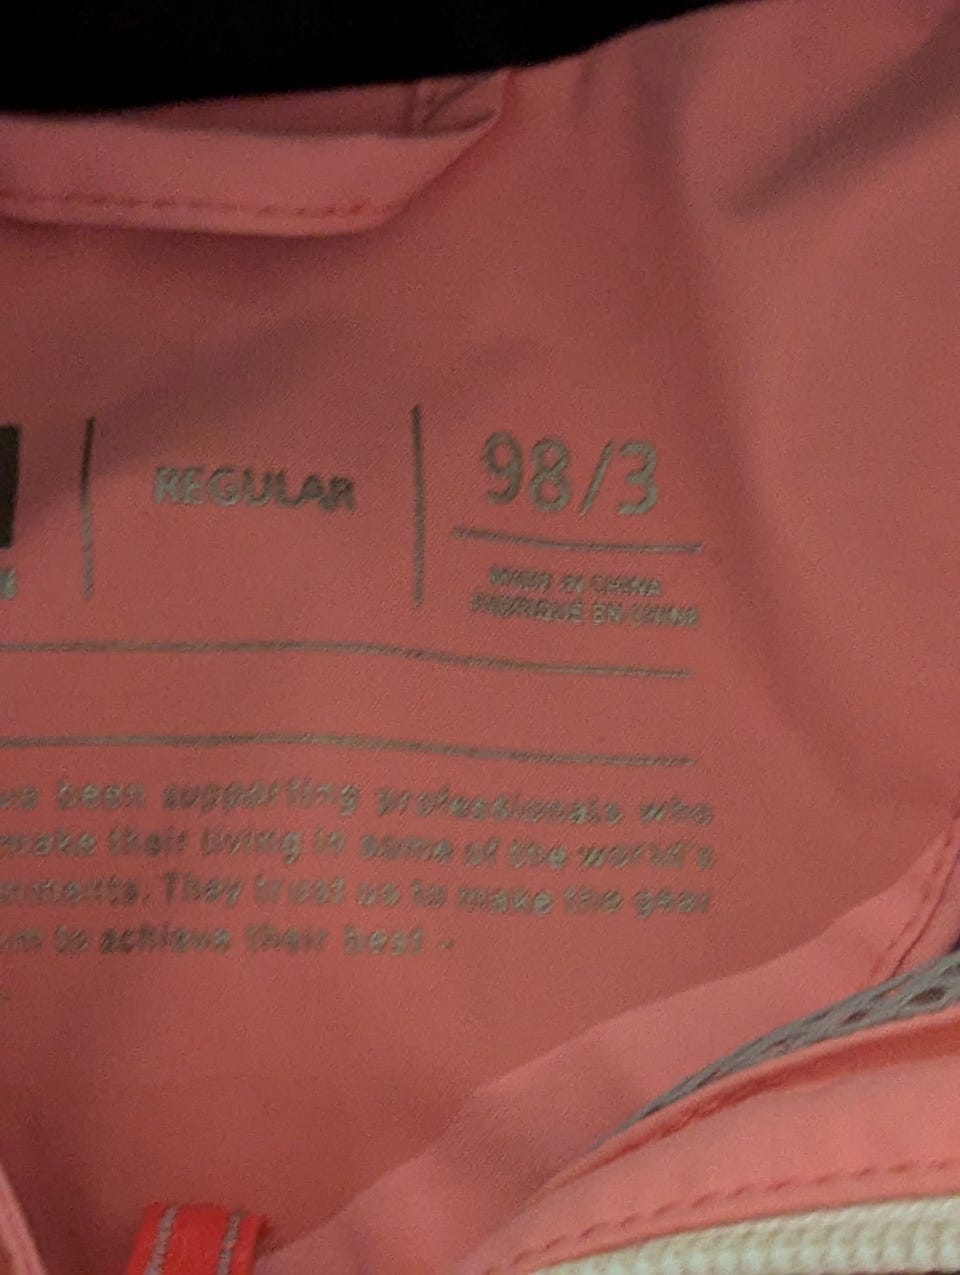 REGULAR
98/3
MADE IN CHINA
FABRIQUÉ EN CHINE
been supporting professionals who
make their living in some of the world's
They trust us to make the gear
to achieve their best -